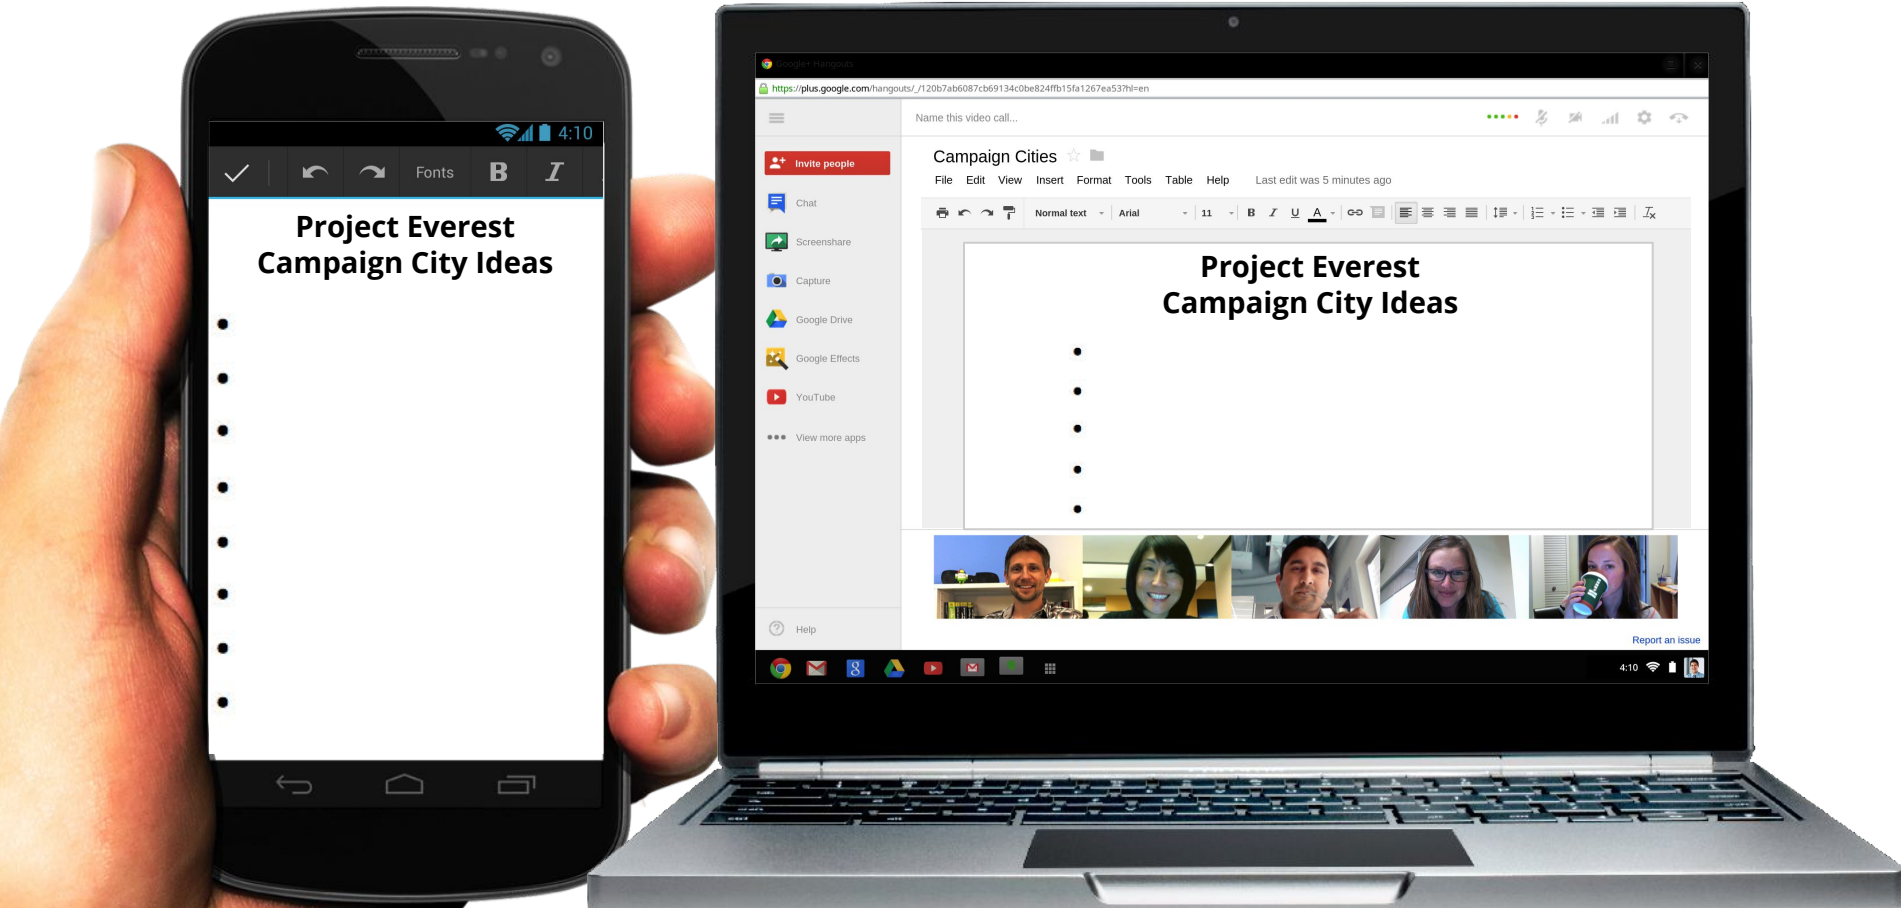 4:10
Fonts B I
Project Everest
Campaign City Ideas
Google+ Hangouts
https://plus.google.com/hangouts/_/120b7ab6087cb69134c0be824ffb15fa1267ea53?hl=en
Name this video call...
Invite people
Chat
Screenshare
Capture
Google Drive
Google Effects
YouTube
View more apps
Help
Campaign Cities
File Edit View Insert Format Tools Table Help Last edit was 5 minutes ago
Normal text Arial 11 B I U A
Project Everest
Campaign City Ideas
Report an issue
4:10